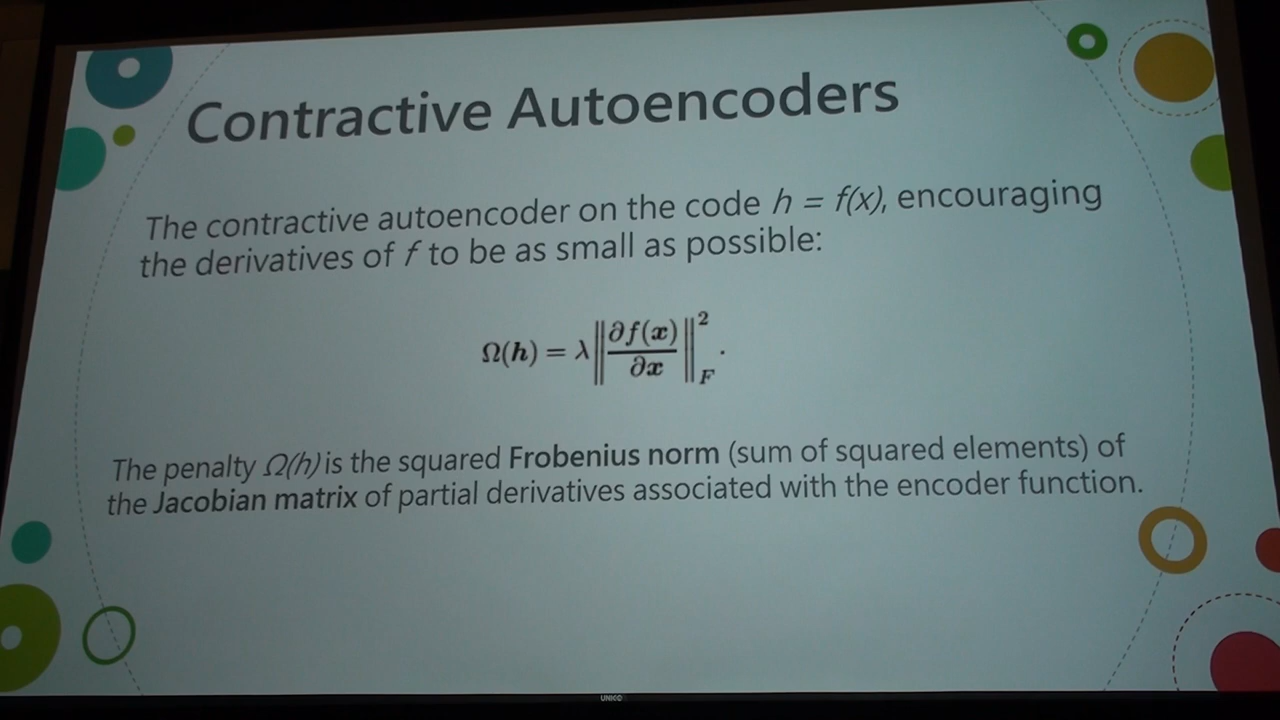 Contractive Autoencoders
The contractive autoencoder on the code h = f(x), encouraging
the derivatives of f to be as small as possible:
Ω(h) = λ‖∂f(x)/∂x‖²_F.
The penalty Ω(h) is the squared Frobenius norm (sum of squared elements) of
the Jacobian matrix of partial derivatives associated with the encoder function.
UNICO